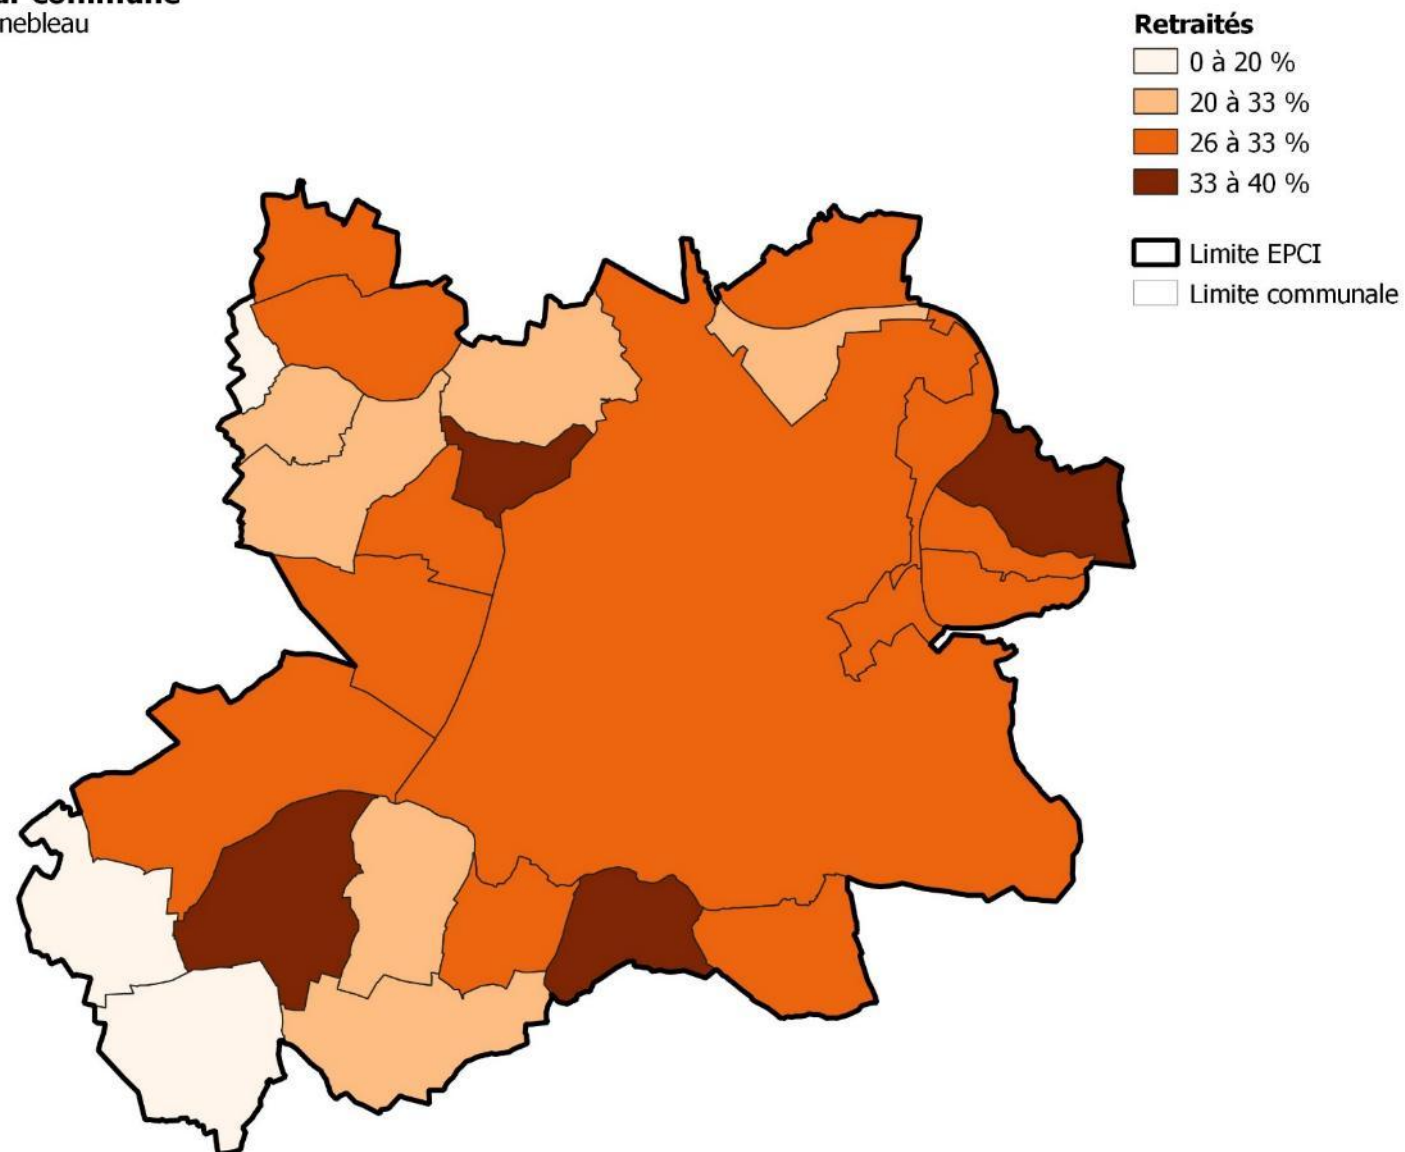 nebleau
Retraités
0 à 20 %
20 à 33 %
26 à 33 %
33 à 40 %
Limite EPCI
Limite communale